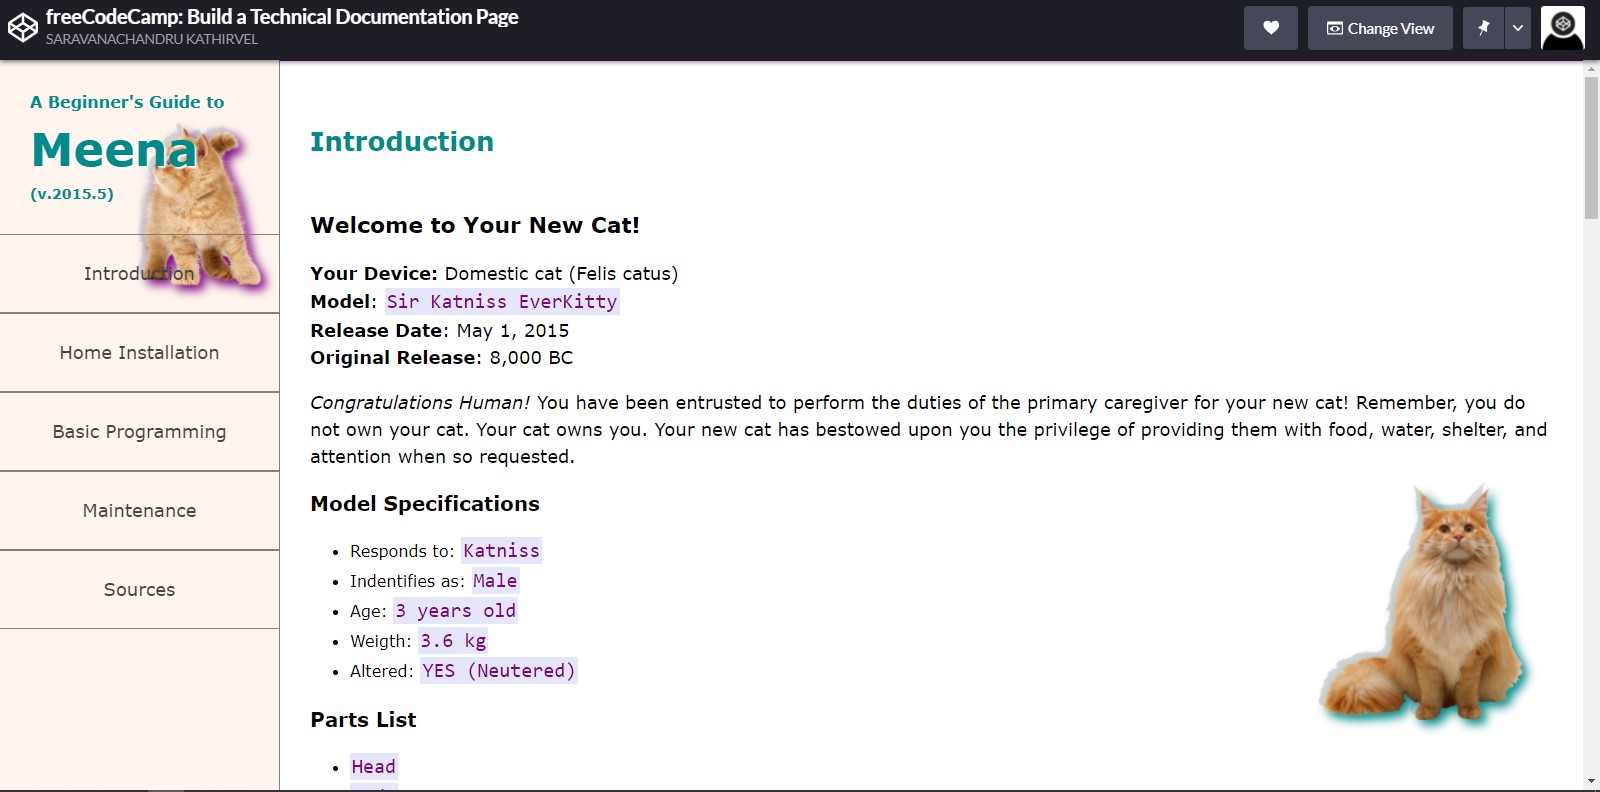 freeCodeCamp: Build a Technical Documentation Page
SARAVANACHANDRU KATHIRVEL
Change View
A Beginner's Guide to
Meena
(v.2015.5)
Introduction
Home Installation
Basic Programming
Maintenance
Sources
Introduction
Welcome to Your New Cat!
Your Device: Domestic cat (Felis catus)
Model: Sir Katniss EverKitty
Release Date: May 1, 2015
Original Release: 8,000 BC
Congratulations Human! You have been entrusted to perform the duties of the primary caregiver for your new cat! Remember, you do
not own your cat. Your cat owns you. Your new cat has bestowed upon you the privilege of providing them with food, water, shelter, and
attention when so requested.
Model Specifications
Responds to: Katniss
Indentifies as: Male
Age: 3 years old
Weigth: 3.6 kg
Altered: YES (Neutered)
Parts List
Head